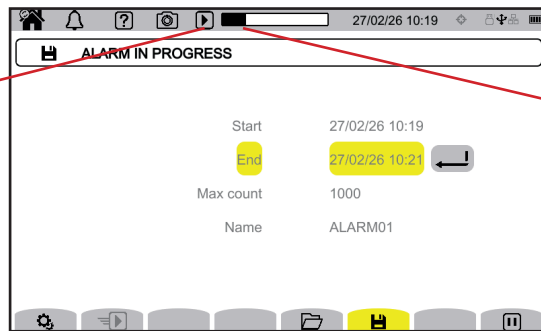 27/02/26 10:19
ALARM IN PROGRESS
Start 27/02/26 10:19
End 27/02/26 10:21
Max count 1000
Name ALARM01